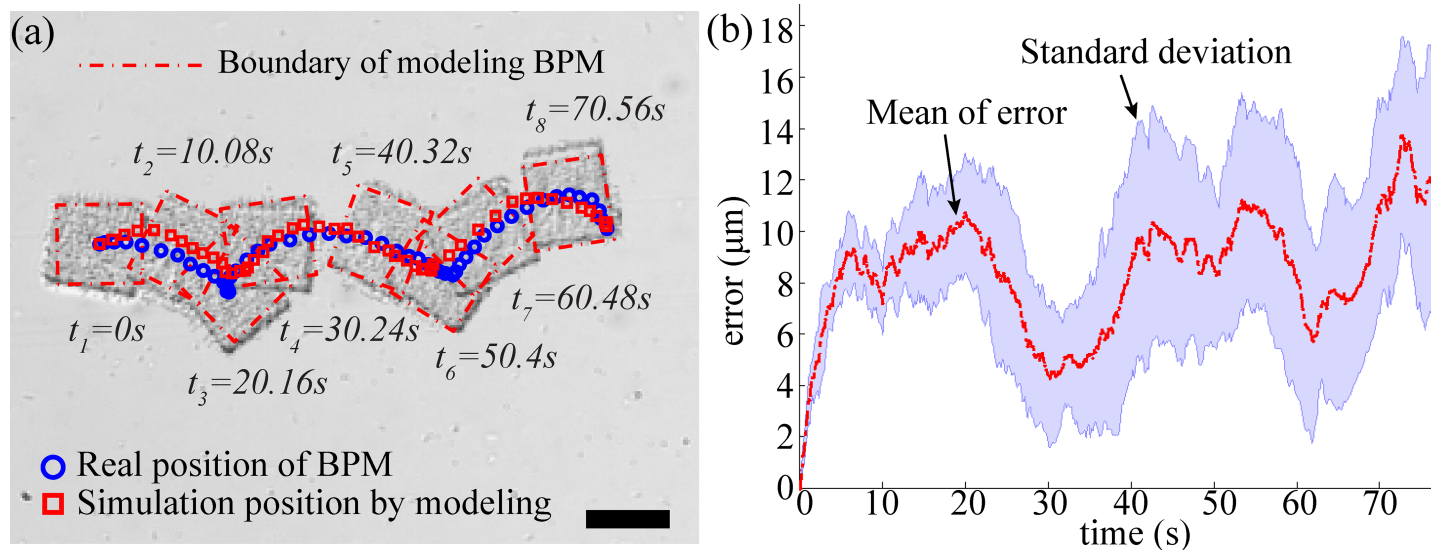 (a)
Boundary of modeling BPM
t8=70.56s
t2=10.08s
t5=40.32s
t1=0s
t4=30.24s
t7=60.48s
t6=50.4s
t3=20.16s
Real position of BPM
Simulation position by modeling
(b)
18
16
14
12
10
8
6
4
2
0
error (μm)
Standard deviation
Mean of error
0
10
20
30
40
50
60
70
time (s)